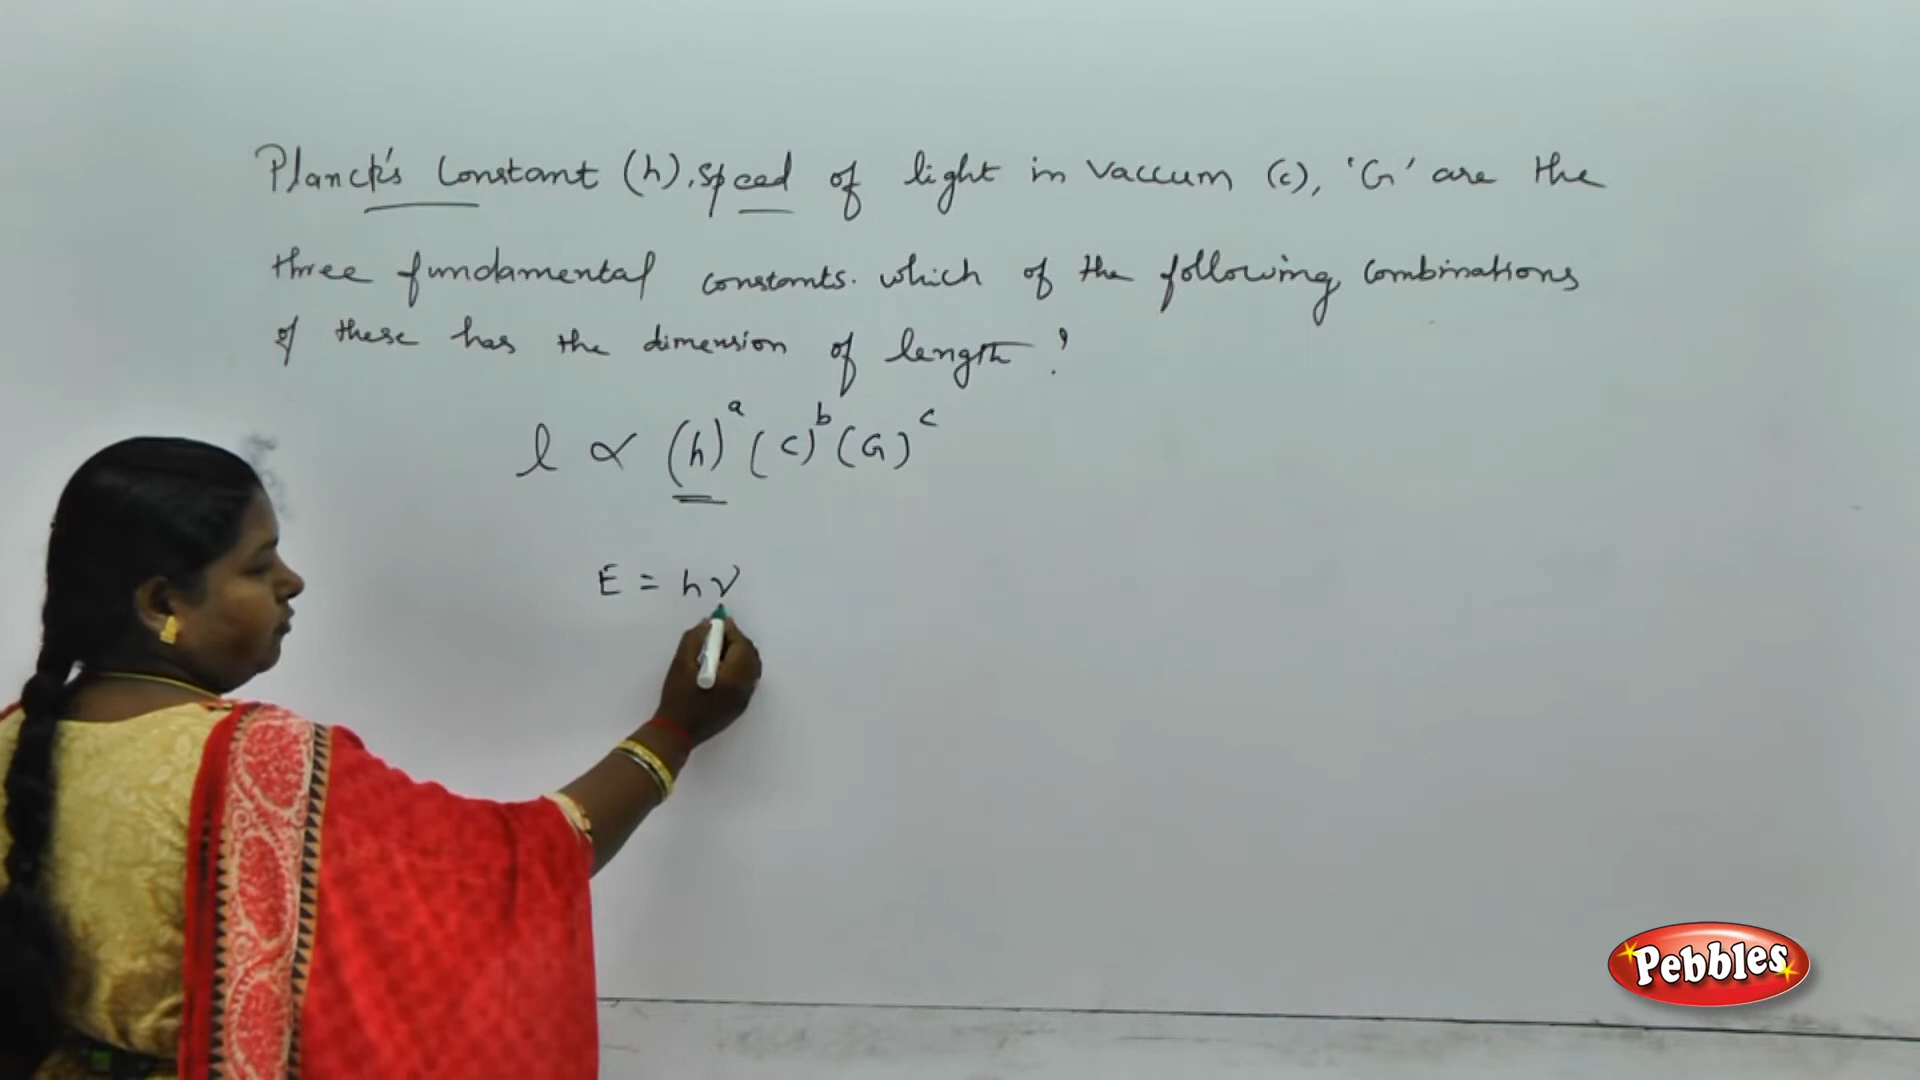 Planck's Constant (h), speed of light in Vaccum (c), 'G' are the
three fundamental constants. which of the following combinations
of these has the dimension of length?
l ∝ (h)^a (c)^b (G)^c
E = hν
Pebbles